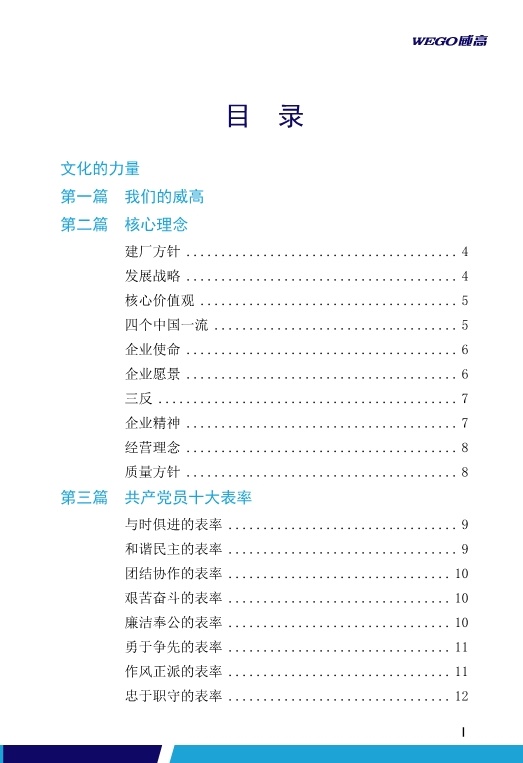 WEGO威高
目 录
文化的力量
第一篇 我们的威高
第二篇 核心理念
建厂方针 ....................................... 4
发展战略 ....................................... 4
核心价值观 ..................................... 5
四个中国一流 ................................... 5
企业使命 ....................................... 6
企业愿景 ....................................... 6
三反 ........................................... 7
企业精神 ....................................... 7
经营理念 ....................................... 8
质量方针 ....................................... 8
第三篇 共产党员十大表率
与时俱进的表率 ................................. 9
和谐民主的表率 ................................. 9
团结协作的表率 ................................ 10
艰苦奋斗的表率 ................................ 10
廉洁奉公的表率 ................................ 10
勇于争先的表率 ................................ 11
作风正派的表率 ................................ 11
忠于职守的表率 ................................ 12
I